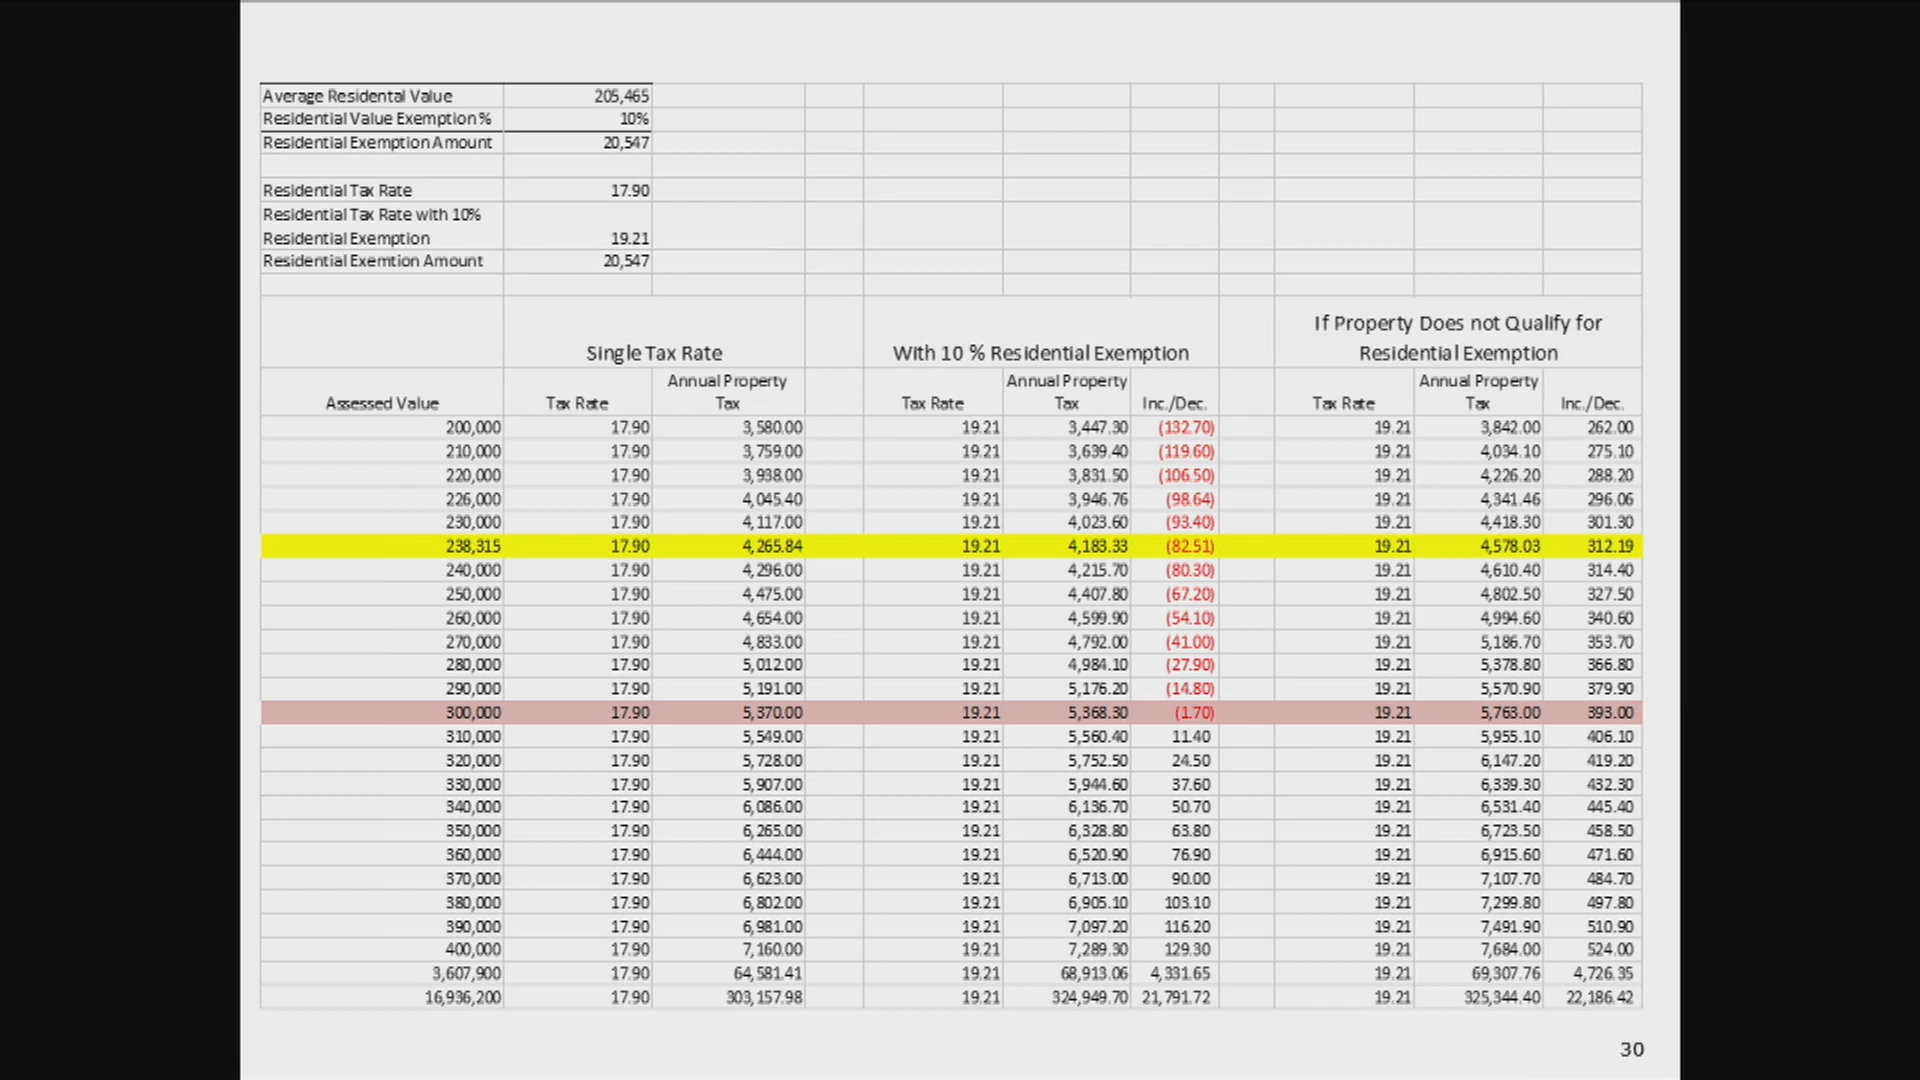 Average Residental Value 205,465
Residential Value Exemption % 10%
Residential Exemption Amount 20,547
Residential Tax Rate 17.90
Residential Tax Rate with 10%
Residential Exemption 19.21
Residential Exemtion Amount 20,547
If Property Does not Qualify for
Single Tax Rate With 10 % Residential Exemption Residential Exemption
Annual Property Annual Property Annual Property
Assessed Value Tax Rate Tax Tax Rate Tax Inc./Dec. Tax Rate Tax Inc./Dec.
200,000 17.90 3,580.00 19.21 3,447.30 (132.70) 19.21 3,842.00 262.00
210,000 17.90 3,759.00 19.21 3,639.40 (119.60) 19.21 4,034.10 275.10
220,000 17.90 3,938.00 19.21 3,831.50 (106.50) 19.21 4,226.20 288.20
226,000 17.90 4,045.40 19.21 3,946.76 (98.64) 19.21 4,341.46 296.06
230,000 17.90 4,117.00 19.21 4,023.60 (93.40) 19.21 4,418.30 301.30
238,315 17.90 4,265.84 19.21 4,183.33 (82.51) 19.21 4,578.03 312.19
240,000 17.90 4,296.00 19.21 4,215.70 (80.30) 19.21 4,610.40 314.40
250,000 17.90 4,475.00 19.21 4,407.80 (67.20) 19.21 4,802.50 327.50
260,000 17.90 4,654.00 19.21 4,599.90 (54.10) 19.21 4,994.60 340.60
270,000 17.90 4,833.00 19.21 4,792.00 (41.00) 19.21 5,186.70 353.70
280,000 17.90 5,012.00 19.21 4,984.10 (27.90) 19.21 5,378.80 366.80
290,000 17.90 5,191.00 19.21 5,176.20 (14.80) 19.21 5,570.90 379.90
300,000 17.90 5,370.00 19.21 5,368.30 (1.70) 19.21 5,763.00 393.00
310,000 17.90 5,549.00 19.21 5,560.40 11.40 19.21 5,955.10 406.10
320,000 17.90 5,728.00 19.21 5,752.50 24.50 19.21 6,147.20 419.20
330,000 17.90 5,907.00 19.21 5,944.60 37.60 19.21 6,339.30 432.30
340,000 17.90 6,086.00 19.21 6,136.70 50.70 19.21 6,531.40 445.40
350,000 17.90 6,265.00 19.21 6,328.80 63.80 19.21 6,723.50 458.50
360,000 17.90 6,444.00 19.21 6,520.90 76.90 19.21 6,915.60 471.60
370,000 17.90 6,623.00 19.21 6,713.00 90.00 19.21 7,107.70 484.70
380,000 17.90 6,802.00 19.21 6,905.10 103.10 19.21 7,299.80 497.80
390,000 17.90 6,981.00 19.21 7,097.20 116.20 19.21 7,491.90 510.90
400,000 17.90 7,160.00 19.21 7,289.30 129.30 19.21 7,684.00 524.00
3,607,900 17.90 64,581.41 19.21 68,913.06 4,331.65 19.21 69,307.76 4,726.35
16,936,200 17.90 303,157.98 19.21 324,949.70 21,791.72 19.21 325,344.40 22,186.42
30